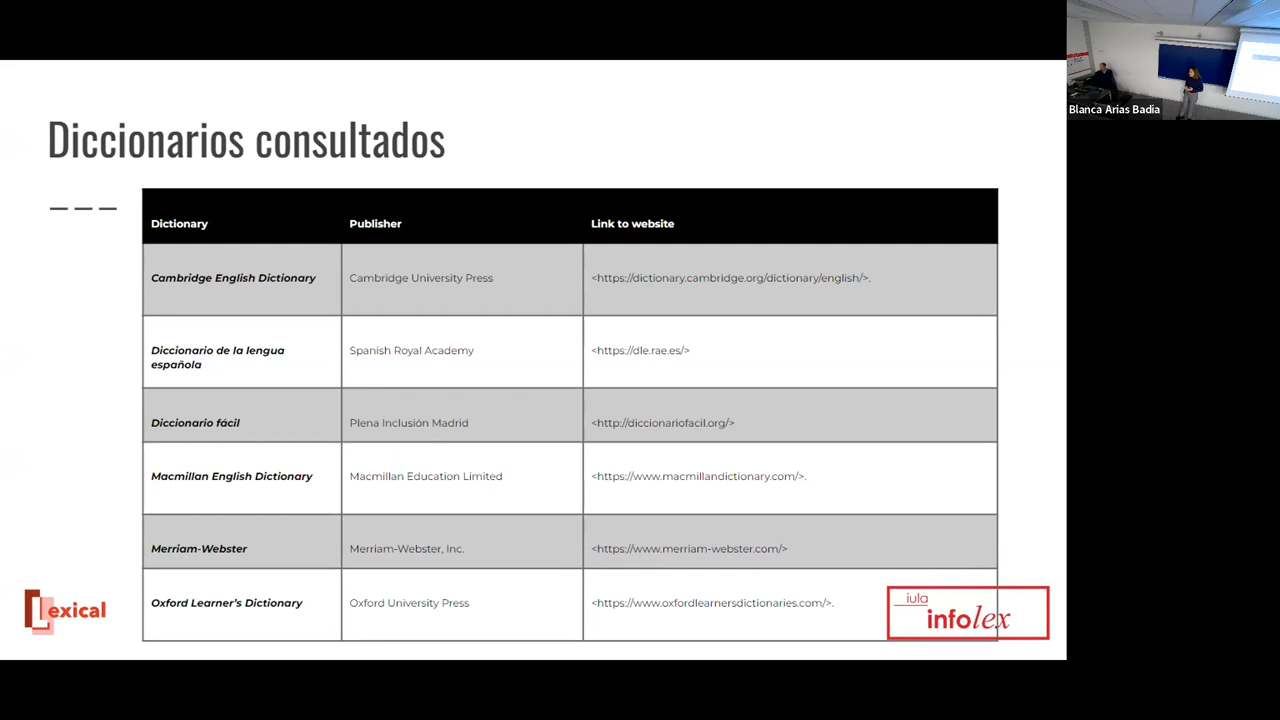 Blanca Arias Badia
Diccionarios consultados
Dictionary
Publisher
Link to website
Cambridge English Dictionary
Cambridge University Press
<https://dictionary.cambridge.org/dictionary/english/>.
Diccionario de la lengua
española
Spanish Royal Academy
<https://dle.rae.es/>
Diccionario fácil
Plena Inclusión Madrid
<http://diccionariofacil.org/>
Macmillan English Dictionary
Macmillan Education Limited
<https://www.macmillandictionary.com/>.
Merriam-Webster
Merriam-Webster, Inc.
<https://www.merriam-webster.com/>
Oxford Learner's Dictionary
Oxford University Press
<https://www.oxfordlearnersdictionaries.com/>.
Lexical
iula
infolex